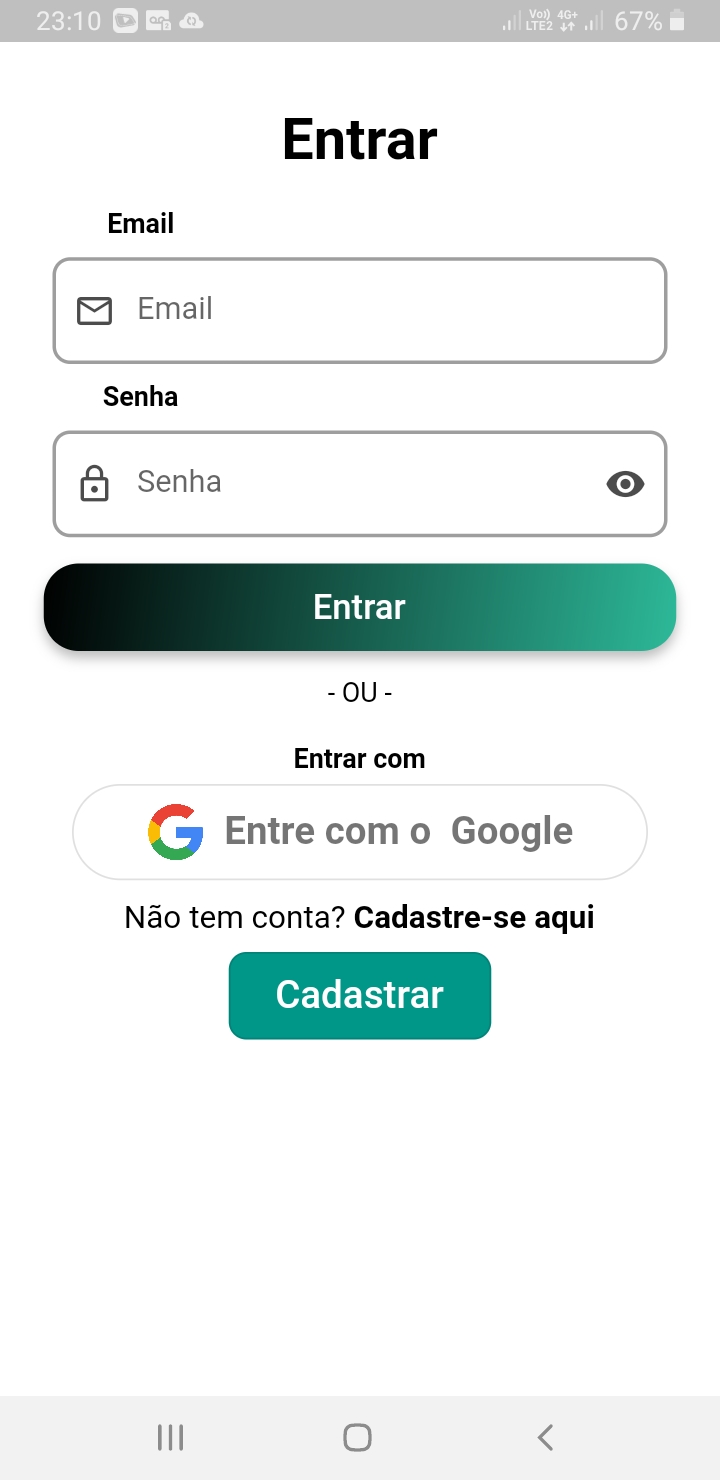 23:10 Vo) 4G+ LTE2 67%
Entrar
Email
Email
Senha
Senha
Entrar
- OU -
Entrar com
Entre com o  Google
Não tem conta? Cadastre-se aqui
Cadastrar